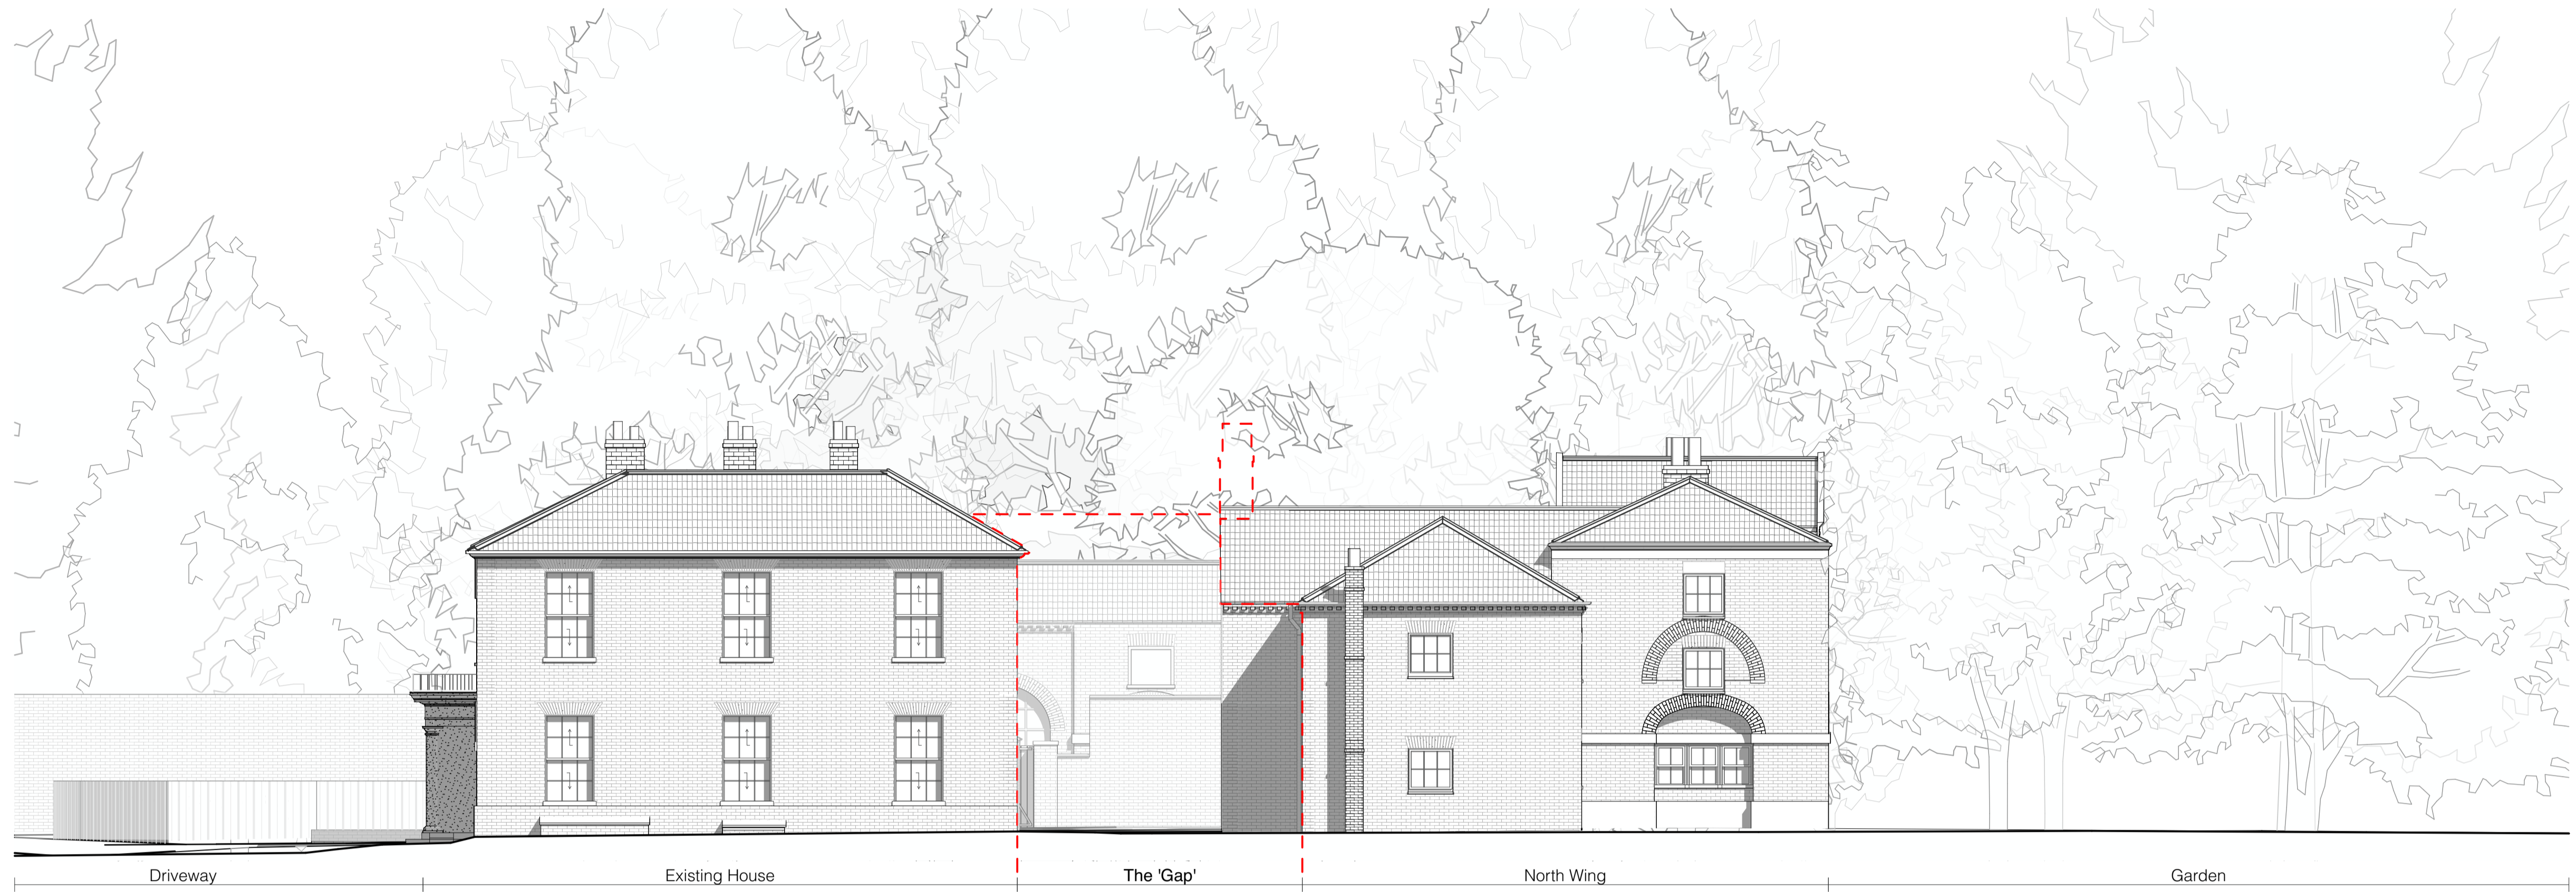 Driveway
Existing House
The 'Gap'
North Wing
Garden